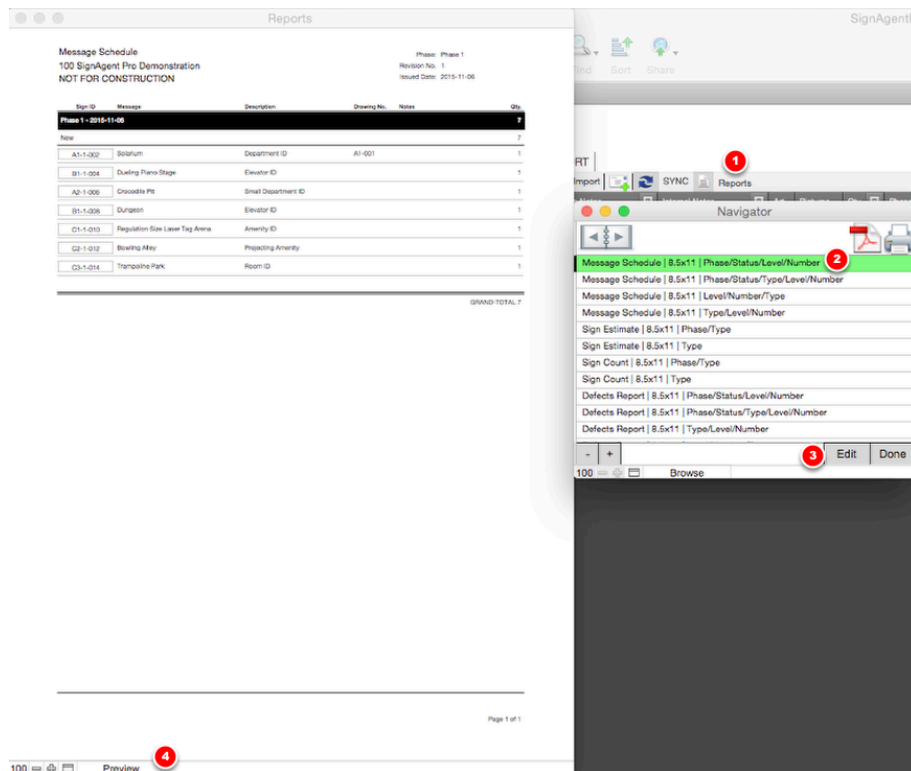 Reports
SignAgent
Find Sort Share
Message Schedule
100 SignAgent Pro Demonstration
NOT FOR CONSTRUCTION
Phase: Phase 1
Revision No. 1
Issued Date: 2015-11-06
Sign ID Message Description Drawing No. Notes Qty.
Phase 1 - 2015-11-06 7
New 7
A1-1-002 Solarium Department ID A1-001 1
B1-1-004 Dueling Piano Stage Elevator ID 1
A2-1-006 Crocodile Pit Small Department ID 1
B1-1-008 Dungeon Elevator ID 1
C1-1-010 Regulation Size Laser Tag Arena Amenity ID 1
C2-1-012 Bowling Alley Projecting Amenity 1
C3-1-014 Trampoline Park Room ID 1
GRAND-TOTAL 7
Page 1 of 1
4
100 Preview
RT
1
Import SYNC Reports
Navigator
Message Schedule | 8.5x11 | Phase/Status/Level/Number 2
Message Schedule | 8.5x11 | Phase/Status/Type/Level/Number
Message Schedule | 8.5x11 | Level/Number/Type
Message Schedule | 8.5x11 | Type/Level/Number
Sign Estimate | 8.5x11 | Phase/Type
Sign Estimate | 8.5x11 | Type
Sign Count | 8.5x11 | Phase/Type
Sign Count | 8.5x11 | Type
Defects Report | 8.5x11 | Phase/Status/Level/Number
Defects Report | 8.5x11 | Phase/Status/Type/Level/Number
Defects Report | 8.5x11 | Type/Level/Number
- + 3 Edit Done
100 Browse